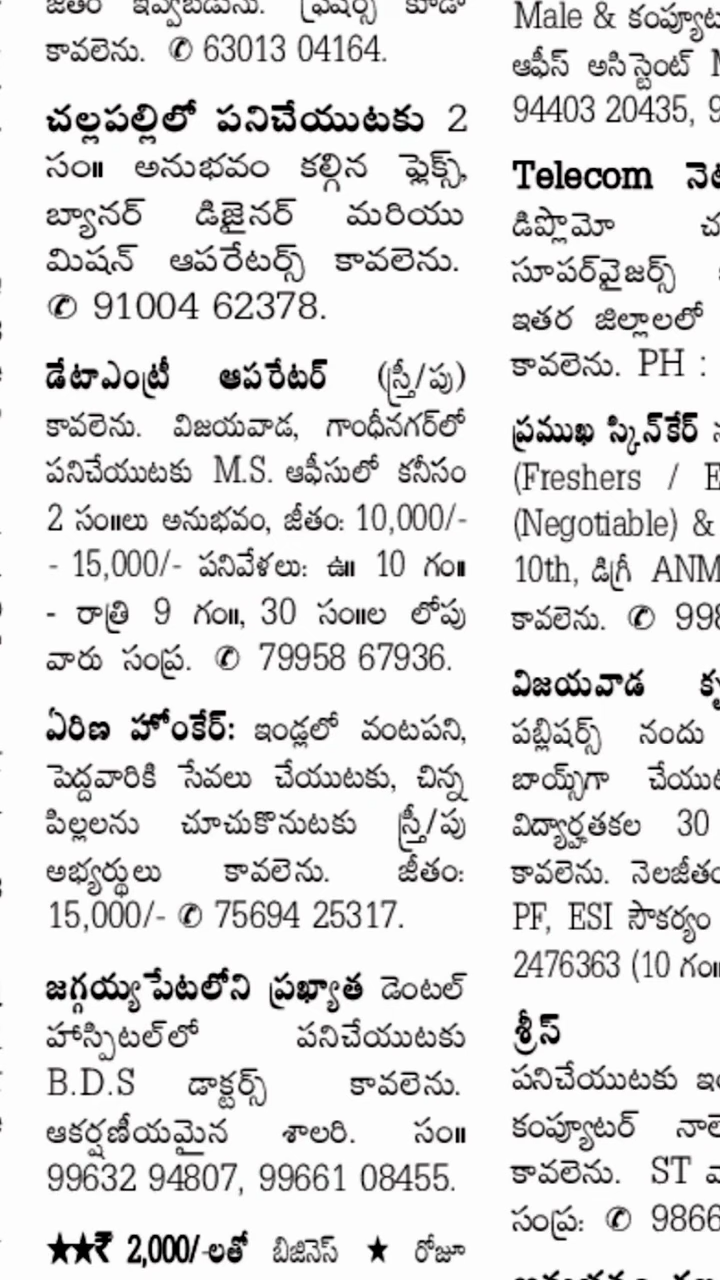 జీతం ఇవ్వబడును. ఫ్రెషర్స్ కూడా
కావలెను. ✆ 63013 04164.
చల్లపల్లిలో పనిచేయుటకు 2
సం॥ అనుభవం కల్గిన ఫ్లెక్స్,
బ్యానర్ డిజైనర్ మరియు
మిషన్ ఆపరేటర్స్ కావలెను.
✆ 91004 62378.
డేటాఎంట్రీ ఆపరేటర్ (స్త్రీ/పు)
కావలెను. విజయవాడ, గాంధీనగర్‌లో
పనిచేయుటకు M.S. ఆఫీసులో కనీసం
2 సం॥లు అనుభవం, జీతం: 10,000/-
- 15,000/- పనివేళలు: ఉ॥ 10 గం॥
- రాత్రి 9 గం॥, 30 సం॥ల లోపు
వారు సంప్ర. ✆ 79958 67936.
ఏరిణ హోంకేర్: ఇండ్లలో వంటపని,
పెద్దవారికి సేవలు చేయుటకు, చిన్న
పిల్లలను చూచుకొనుటకు స్త్రీ/పు
అభ్యర్థులు కావలెను. జీతం:
15,000/- ✆ 75694 25317.
జగ్గయ్యపేటలోని ప్రఖ్యాత డెంటల్
హాస్పిటల్‌లో పనిచేయుటకు
B.D.S డాక్టర్స్ కావలెను.
ఆకర్షణీయమైన శాలరి. సం॥
99632 94807, 99661 08455.
★★₹ 2,000/-లతో బిజినెస్ ★ రోజూ
Male & కంప్యూట
ఆఫీస్ అసిస్టెంట్
94403 20435, 9
Telecom నెట
డిప్లొమో
సూపర్‌వైజర్స్
ఇతర జిల్లాలలో
కావలెను. PH :
ప్రముఖ స్కిన్‌కేర్
(Freshers / E
(Negotiable) &
10th, డిగ్రీ ANM
కావలెను. ✆ 998
విజయవాడ
పబ్లిషర్స్ నందు
బాయ్స్‌గా చేయుట
విద్యార్హతకల 30
కావలెను. నెలజీతం
PF, ESI సౌకర్యం
2476363 (10 గం॥
శ్రీస్
పనిచేయుటకు
కంప్యూటర్
కావలెను. ST
సంప్ర: ✆ 9866